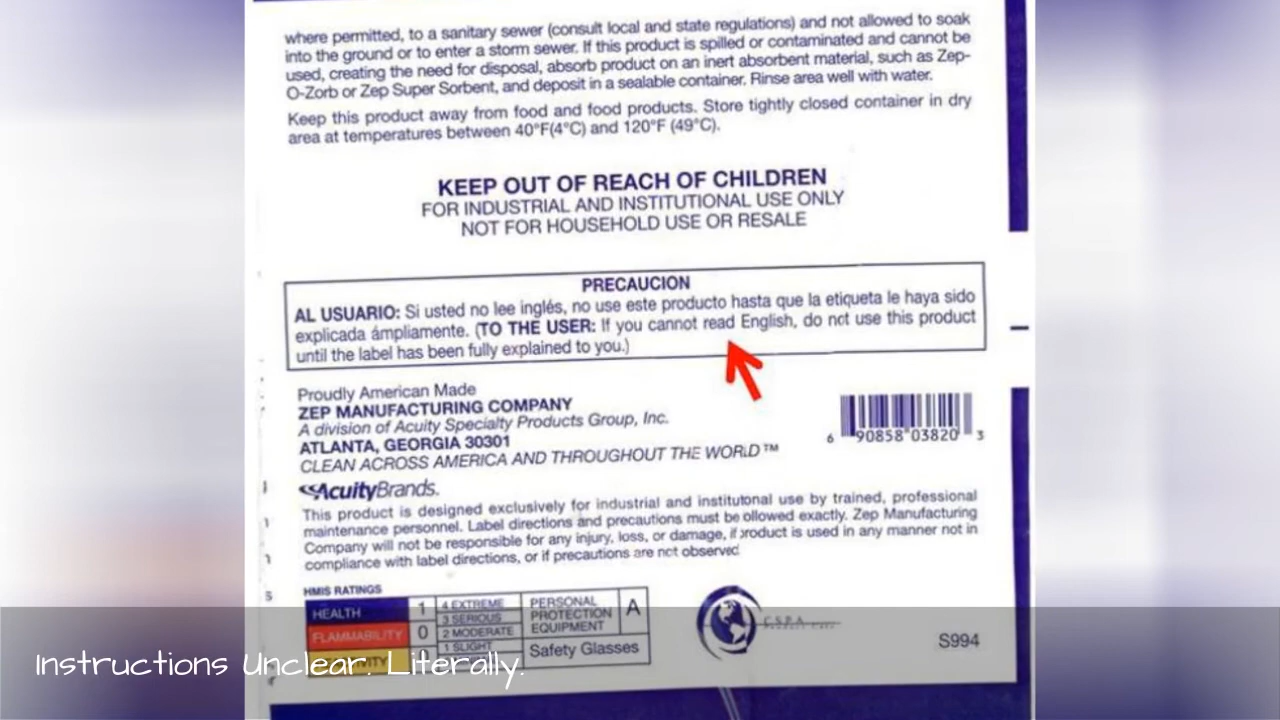 where permitted, to a sanitary sewer (consult local and state regulations) and not allowed to soak
into the ground or to enter a storm sewer. If this product is spilled or contaminated and cannot be
used, creating the need for disposal, absorb product on an inert absorbent material, such as Zep-
O-Zorb or Zep Super Sorbent, and deposit in a sealable container. Rinse area well with water.
Keep this product away from food and food products. Store tightly closed container in dry
area at temperatures between 40°F(4°C) and 120°F (49°C).
KEEP OUT OF REACH OF CHILDREN
FOR INDUSTRIAL AND INSTITUTIONAL USE ONLY
NOT FOR HOUSEHOLD USE OR RESALE
PRECAUCION
AL USUARIO: Si usted no lee inglés, no use este producto hasta que la etiqueta le haya sido
explicada ámpliamente. (TO THE USER: If you cannot read English, do not use this product
until the label has been fully explained to you.)
Proudly American Made
ZEP MANUFACTURING COMPANY
A division of Acuity Specialty Products Group, Inc.
ATLANTA, GEORGIA 30301
CLEAN ACROSS AMERICA AND THROUGHOUT THE WORLD™
6 90858 03820 3
AcuityBrands.
This product is designed exclusively for industrial and institutonal use by trained, professional
maintenance personnel. Label directions and precautions must be ollowed exactly. Zep Manufacturing
Company will not be responsible for any injury, loss, or damage, if product is used in any manner not in
compliance with label directions, or if precautions are not observed
HMIS RATINGS
HEALTH 1
FLAMMABILITY 0
4 EXTREME
3 SERIOUS
2 MODERATE
1 SLIGHT
PERSONAL
PROTECTION
EQUIPMENT
A
Safety Glasses
CSPA
S994
Instructions Unclear. Literally.